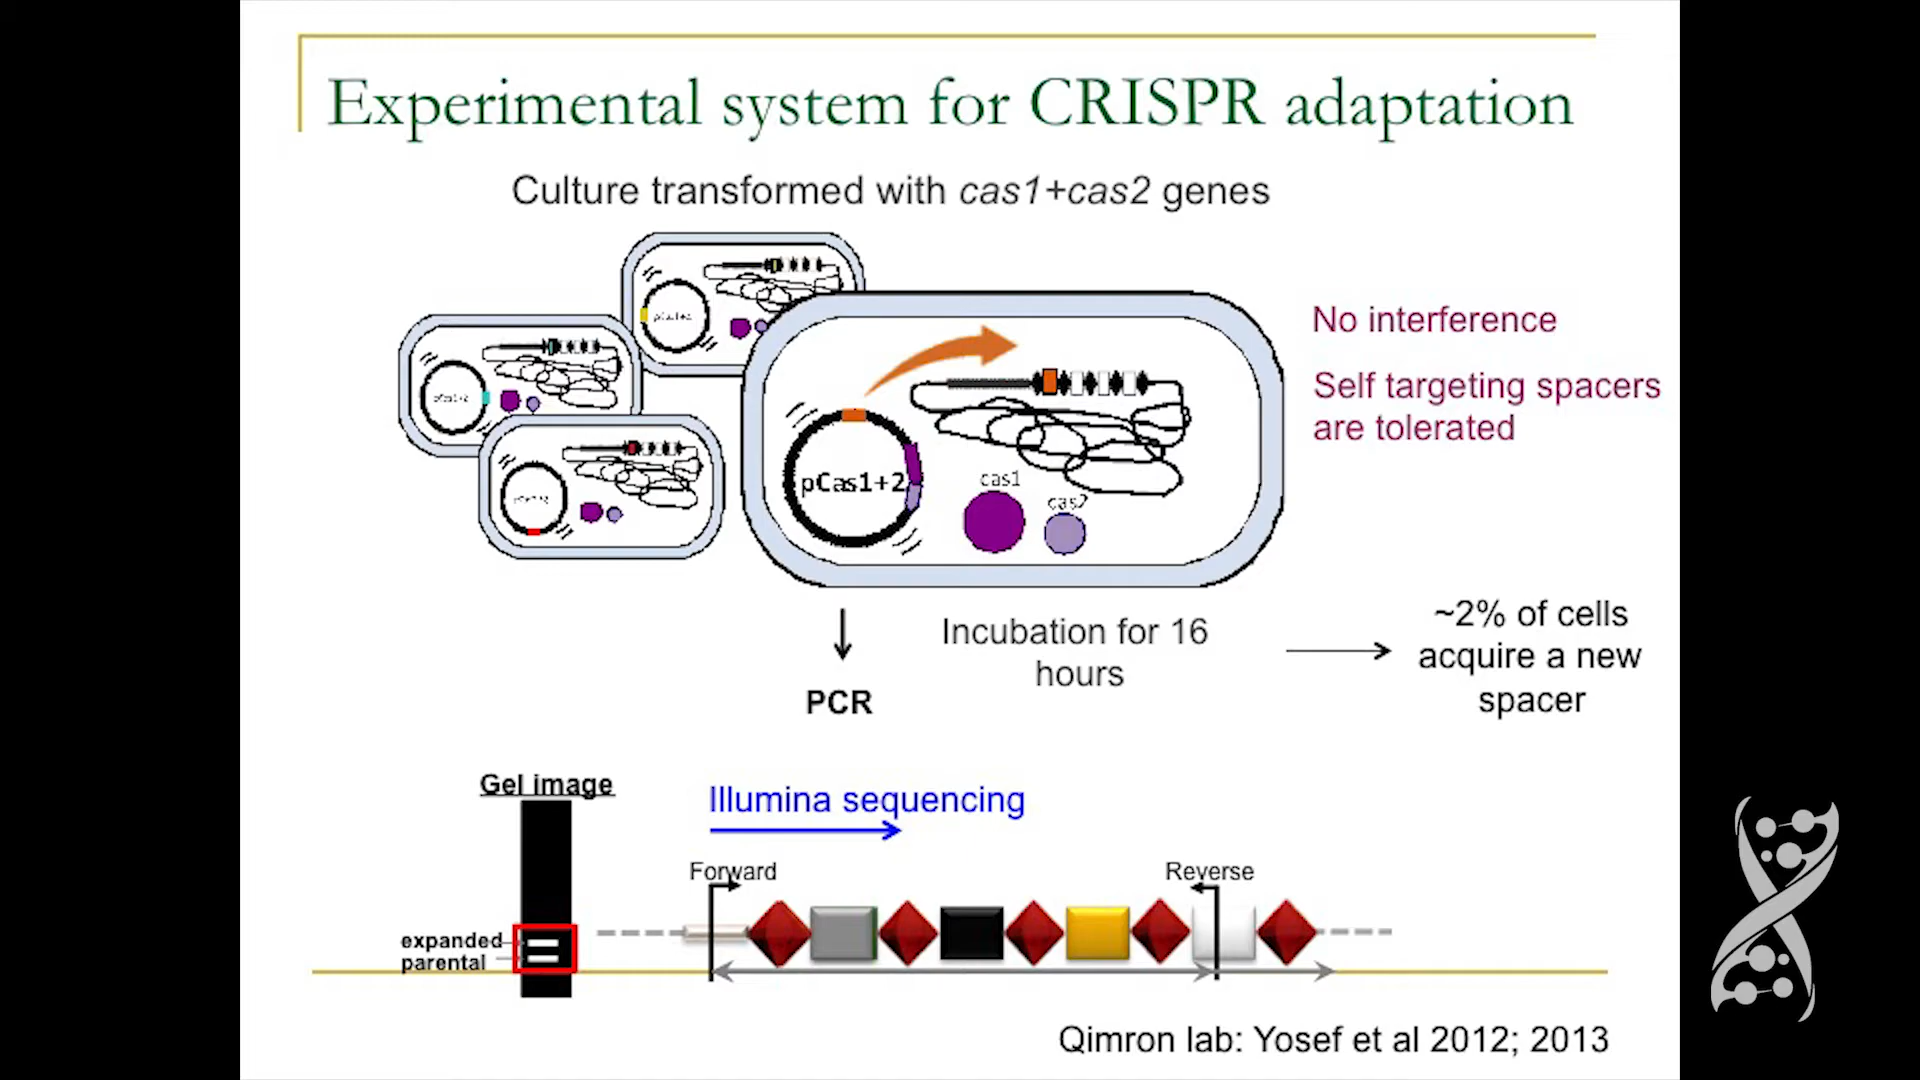 Experimental system for CRISPR adaptation
Culture transformed with cas1+cas2 genes
No interference
Self targeting spacers
are tolerated
pCas1+2
cas1
cas2
Incubation for 16
hours
~2% of cells
acquire a new
spacer
PCR
Gel image
expanded
parental
Illumina sequencing
Forward
Reverse
Qimron lab: Yosef et al 2012; 2013